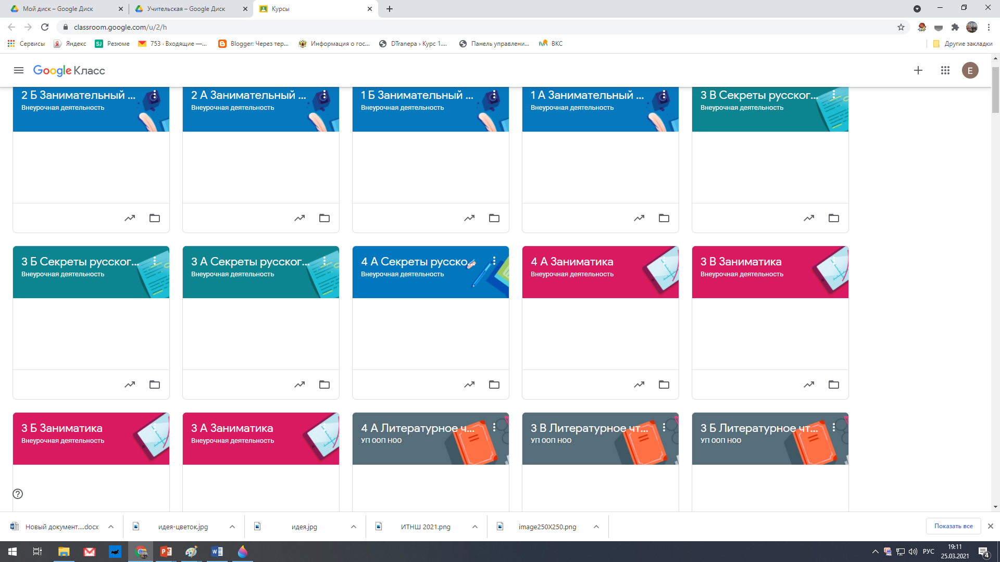 Мой диск – Google Диск
Учительская – Google Диск
Курсы
classroom.google.com/u/2/h
Сервисы
Яндекс
SJ Резюме
753 · Входящие —...
Blogger: Через тер...
Информация о гос...
DTranepa › Курс 1....
Панель управлени...
ВКС
Другие закладки
Google Класс
E
2 Б Занимательный ...
Внеурочная деятельность
2 А Занимательный ...
Внеурочная деятельность
1 Б Занимательный ...
Внеурочная деятельность
1 А Занимательный ...
Внеурочная деятельность
3 В Секреты русског...
Внеурочная деятельность
3 Б Секреты русског...
Внеурочная деятельность
3 А Секреты русског...
Внеурочная деятельность
4 А Секреты русско...
Внеурочная деятельность
4 А Заниматика
Внеурочная деятельность
3 В Заниматика
Внеурочная деятельность
3 Б Заниматика
Внеурочная деятельность
3 А Заниматика
Внеурочная деятельность
4 А Литературное ч...
УП ООП НОО
3 В Литературное чт...
УП ООП НОО
3 Б Литературное чт...
УП ООП НОО
Новый документ....docx
идея-цветок.jpg
идея.jpg
ИТНШ 2021.png
image250X250.png
Показать все
РУС
19:11
25.03.2021
4